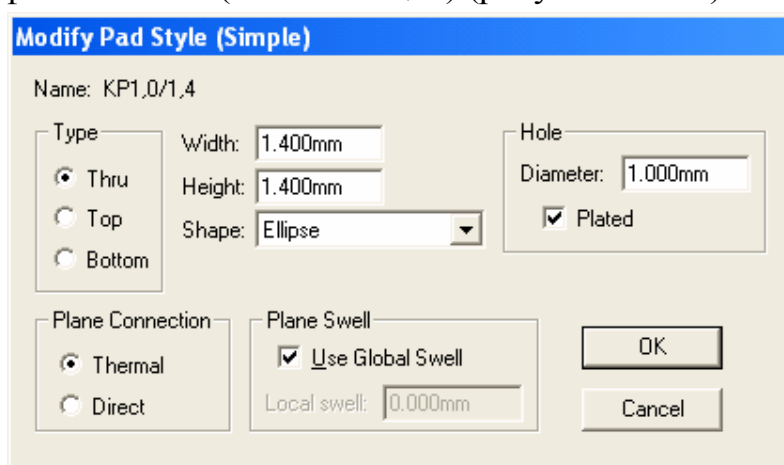 Modify Pad Style (Simple)
Name: KP1,0/1,4
Type
Thru
Top
Bottom
Width: 1.400mm
Height: 1.400mm
Shape: Ellipse
Hole
Diameter: 1.000mm
Plated
Plane Connection
Thermal
Direct
Plane Swell
Use Global Swell
Local swell: 0.000mm
OK
Cancel